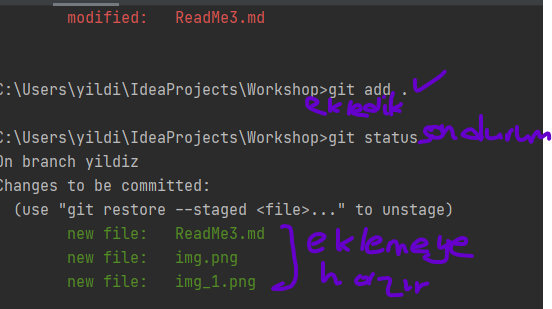 modified: ReadMe3.md
C:\Users\yildi\IdeaProjects\Workshop>git add .
ekledik
C:\Users\yildi\IdeaProjects\Workshop>git status son durum
On branch yildiz
Changes to be committed:
(use "git restore --staged <file>..." to unstage)
new file: ReadMe3.md
new file: img.png
new file: img_1.png
eklemeye
hazır